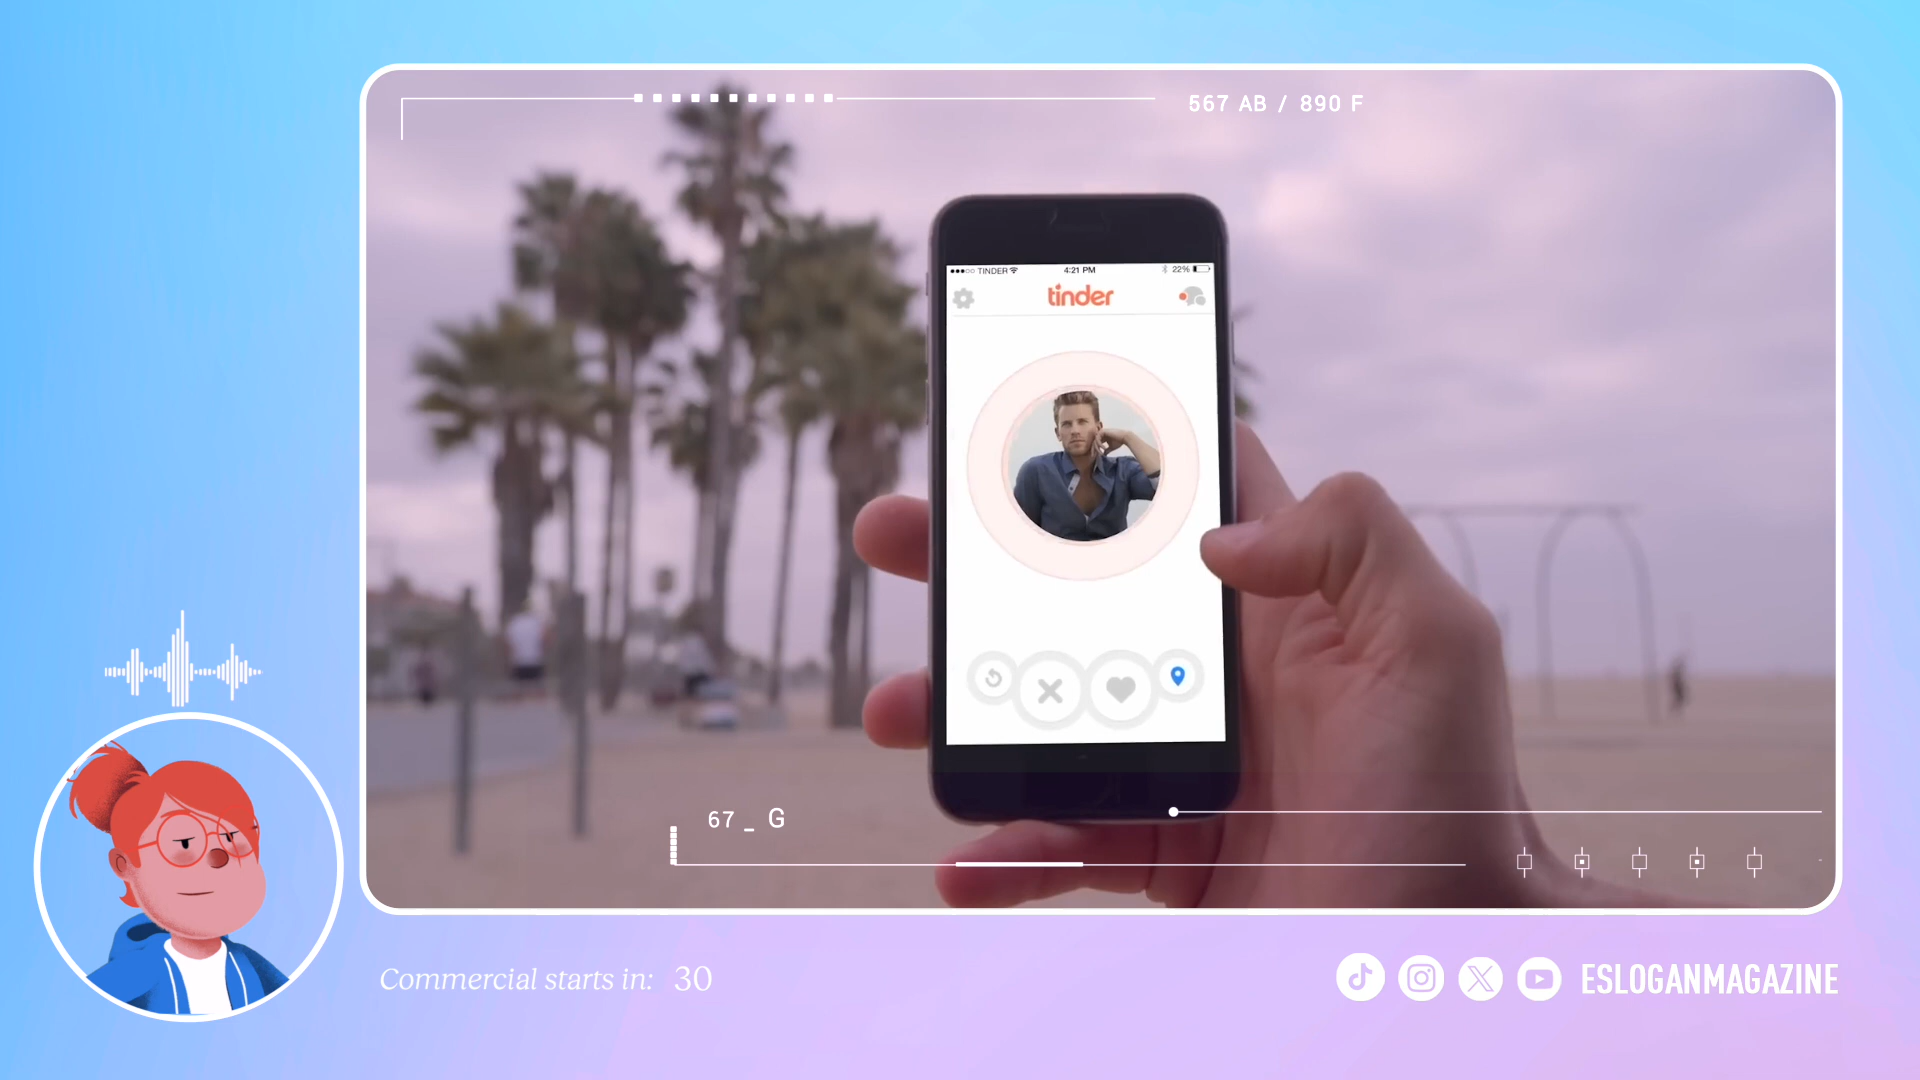 567 AB / 890 F
TINDER 4:21 PM 22%
tinder
67 _ G
Commercial starts in: 30
ESLOGANMAGAZINE